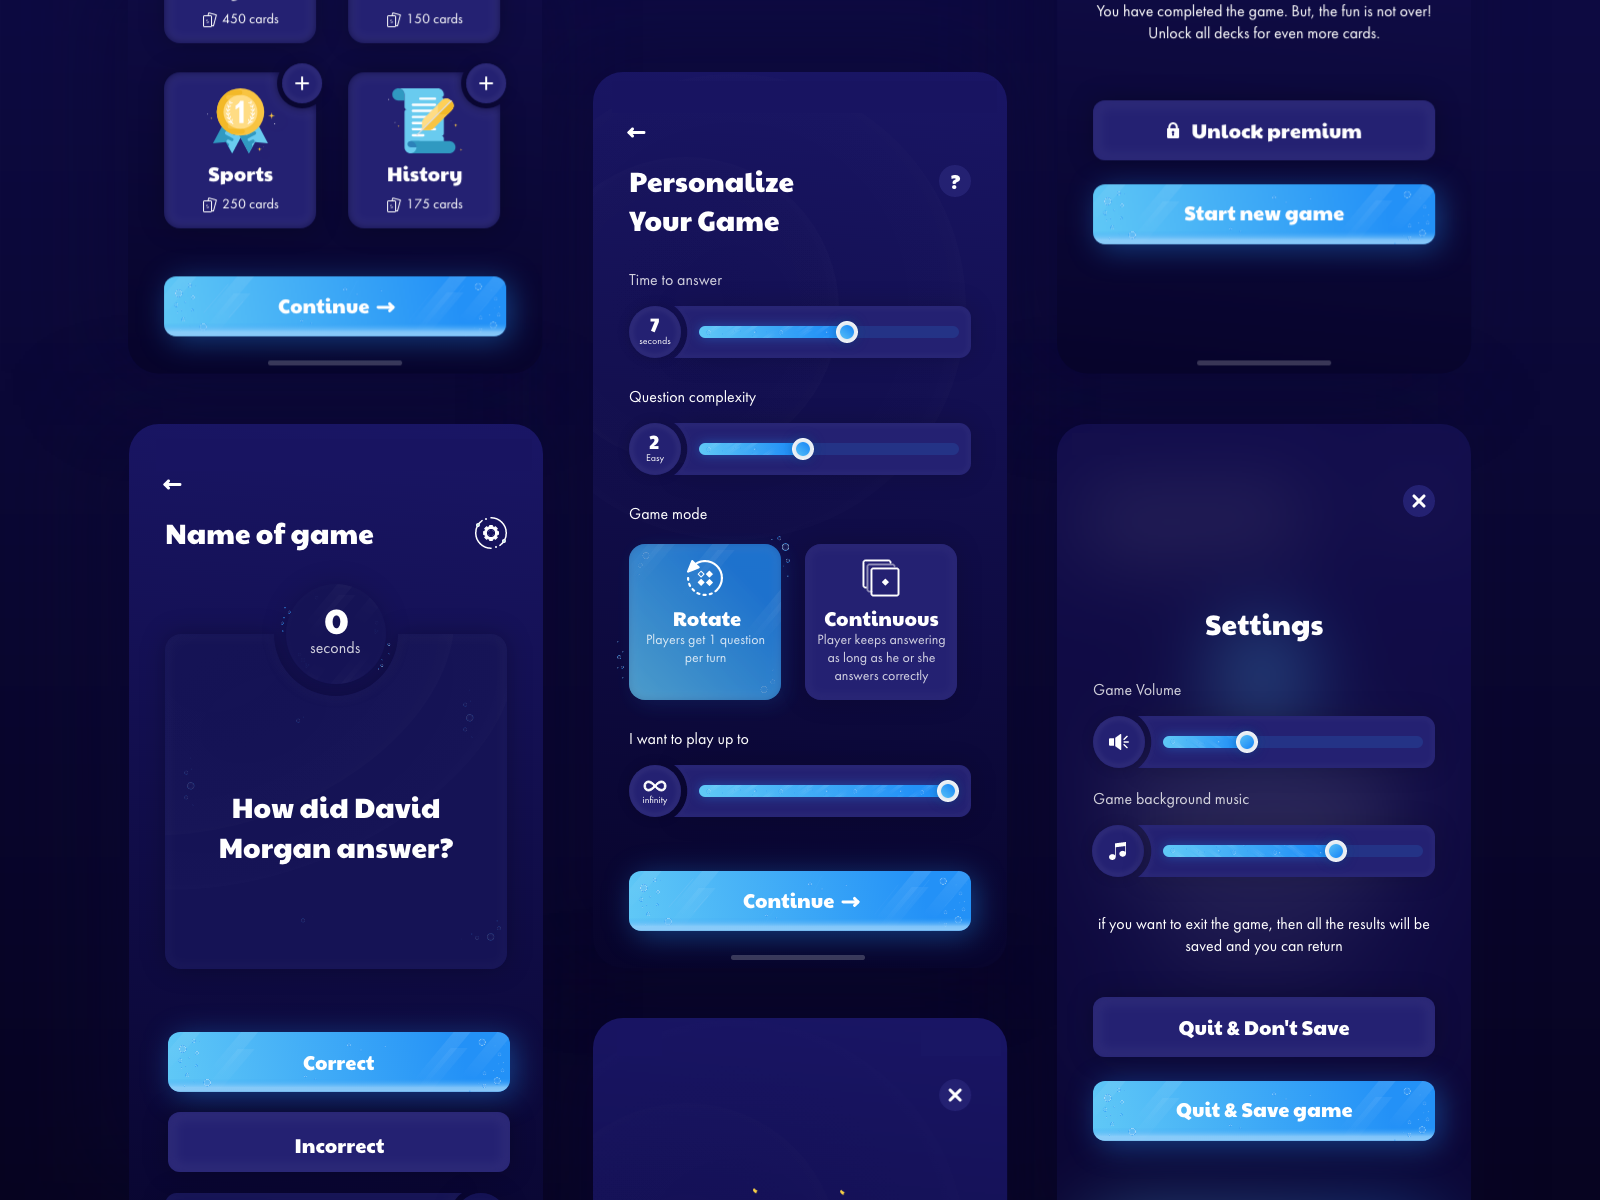 450 cards
150 cards
1
Sports
250 cards
History
175 cards
Continue →
Name of game
0
seconds
How did David
Morgan answer?
Correct
Incorrect
Personalize
Your Game
?
Time to answer
7
seconds
Question complexity
2
Easy
Game mode
Rotate
Players get 1 question
per turn
Continuous
Player keeps answering
as long as he or she
answers correctly
I want to play up to
∞
infinity
Continue →
You have completed the game. But, the fun is not over!
Unlock all decks for even more cards.
Unlock premium
Start new game
Settings
Game Volume
Game background music
if you want to exit the game, then all the results will be
saved and you can return
Quit & Don't Save
Quit & Save game